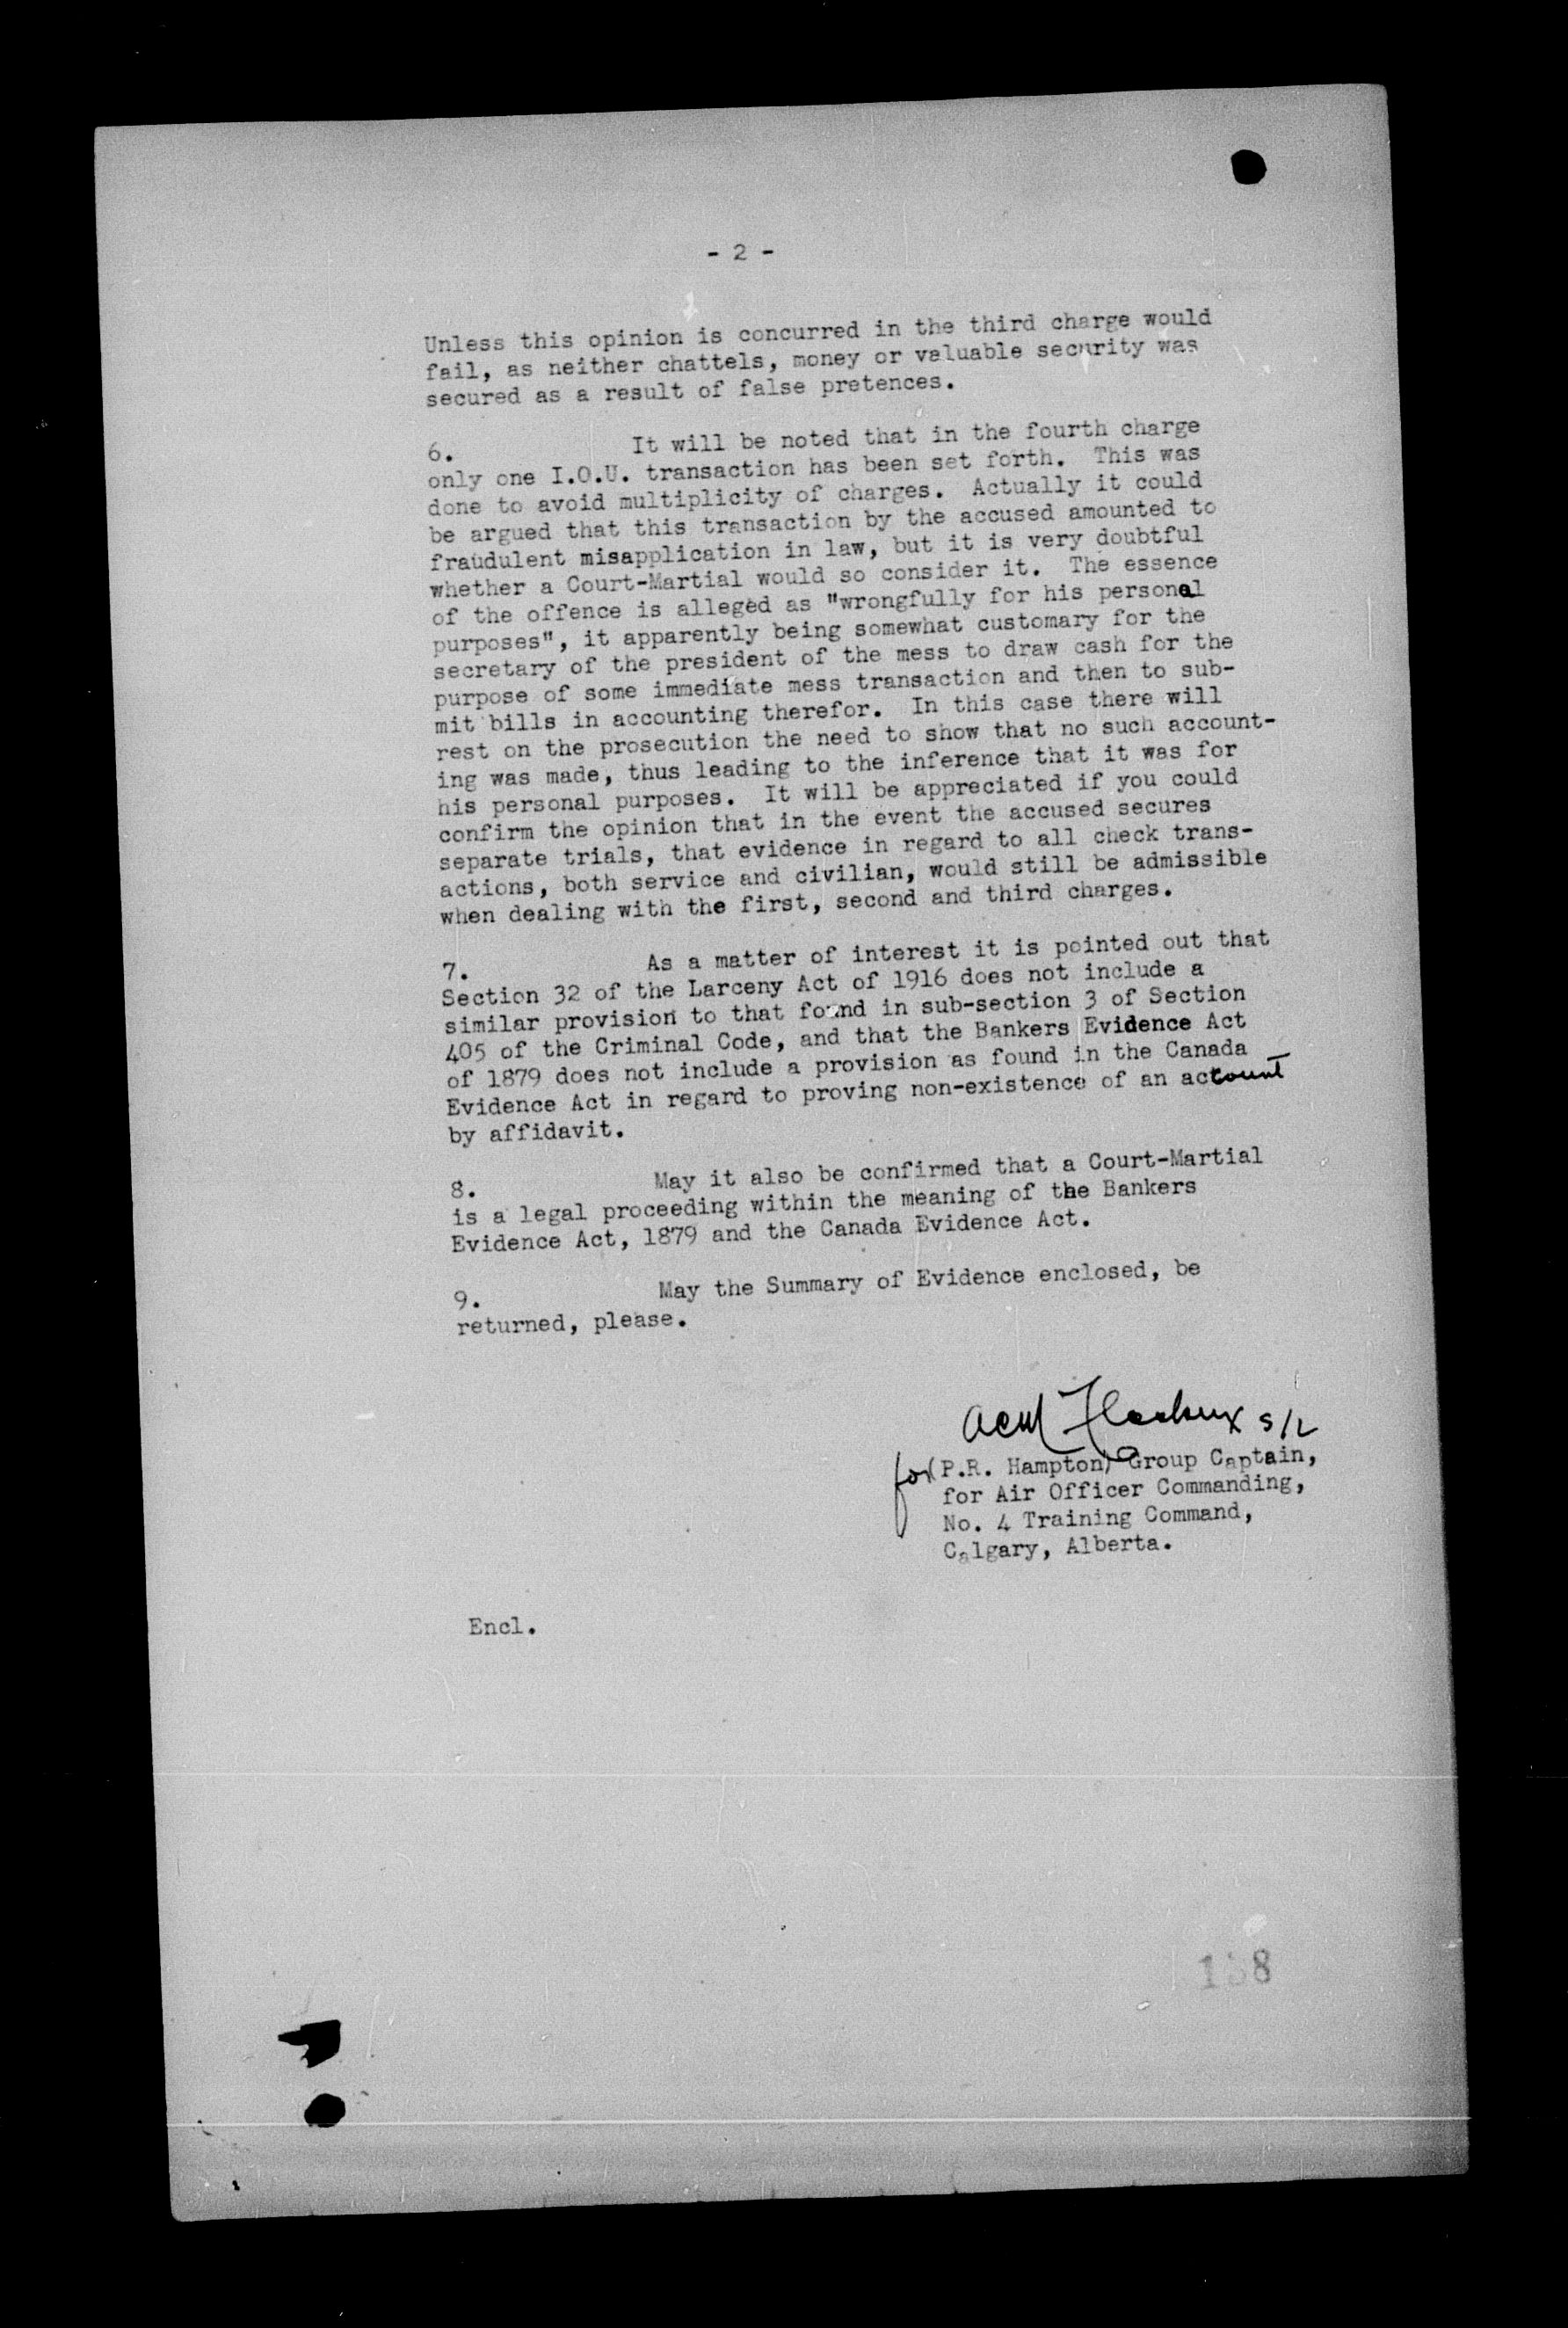 - 2 -
Unless this opinion is concurred in the third charge would
fail, as neither chattels, money or valuable security was
secured as a result of false pretences.
6. It will be noted that in the fourth charge
only one I.O.U. transaction has been set forth. This was
done to avoid multiplicity of charges. Actually it could
be argued that this transaction by the accused amounted to
fraudulent misapplication in law, but it is very doubtful
whether a Court-Martial would so consider it. The essence
of the offence is alleged as "wrongfully for his personal
purposes", it apparently being somewhat customary for the
secretary of the president of the mess to draw cash for the
purpose of some immediate mess transaction and then to sub-
mit bills in accounting therefor. In this case there will
rest on the prosecution the need to show that no such account-
ing was made, thus leading to the inference that it was for
his personal purposes. It will be appreciated if you could
confirm the opinion that in the event the accused secures
separate trials, that evidence in regard to all check trans-
actions, both service and civilian, would still be admissible
when dealing with the first, second and third charges.
7. As a matter of interest it is pointed out that
Section 32 of the Larceny Act of 1916 does not include a
similar provision to that found in sub-section 3 of Section
405 of the Criminal Code, and that the Bankers Evidence Act
of 1879 does not include a provision as found in the Canada
Evidence Act in regard to proving non-existence of an account
by affidavit.
8. May it also be confirmed that a Court-Martial
is a legal proceeding within the meaning of the Bankers
Evidence Act, 1879 and the Canada Evidence Act.
9. May the Summary of Evidence enclosed, be
returned, please.
S/L
for (P.R. Hampton) Group Captain,
for Air Officer Commanding,
No. 4 Training Command,
Calgary, Alberta.
Encl.